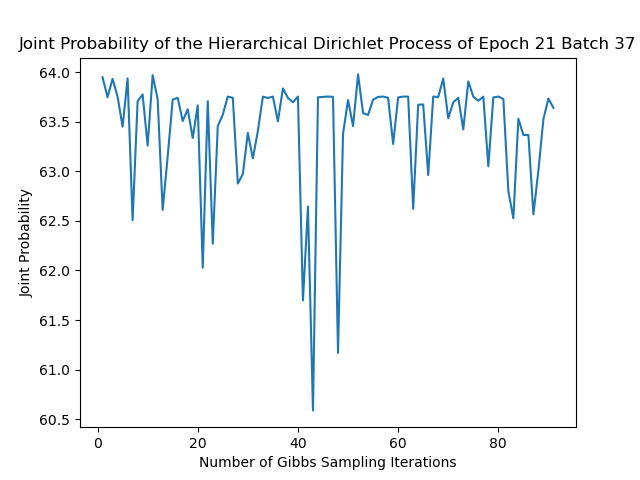 Joint Probability of the Hierarchical Dirichlet Process of Epoch 21 Batch 37
64.0
63.5
63.0
62.5
62.0
61.5
61.0
60.5
Joint Probability
0 20 40 60 80
Number of Gibbs Sampling Iterations